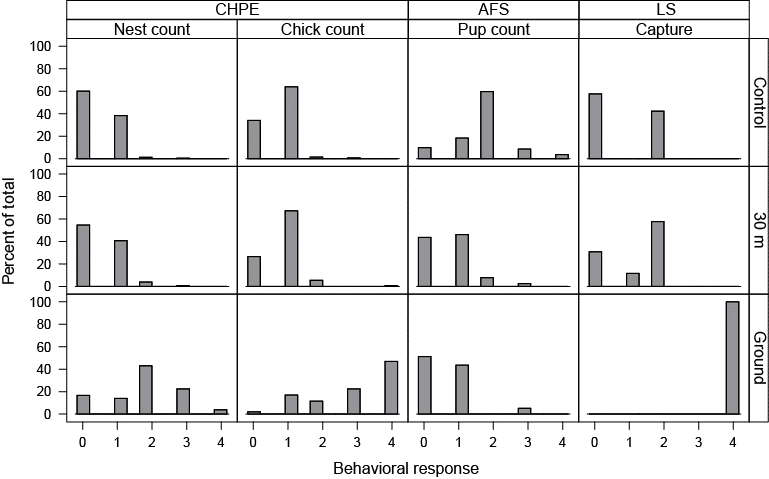 CHPE AFS LS
Nest count Chick count Pup count Capture
100
80
60
40
20
0
Control
100
80
60
40
20
0
30 m
100
80
60
40
20
0
Ground
Percent of total
0 1 2 3 4 0 1 2 3 4 0 1 2 3 4 0 1 2 3 4
Behavioral response